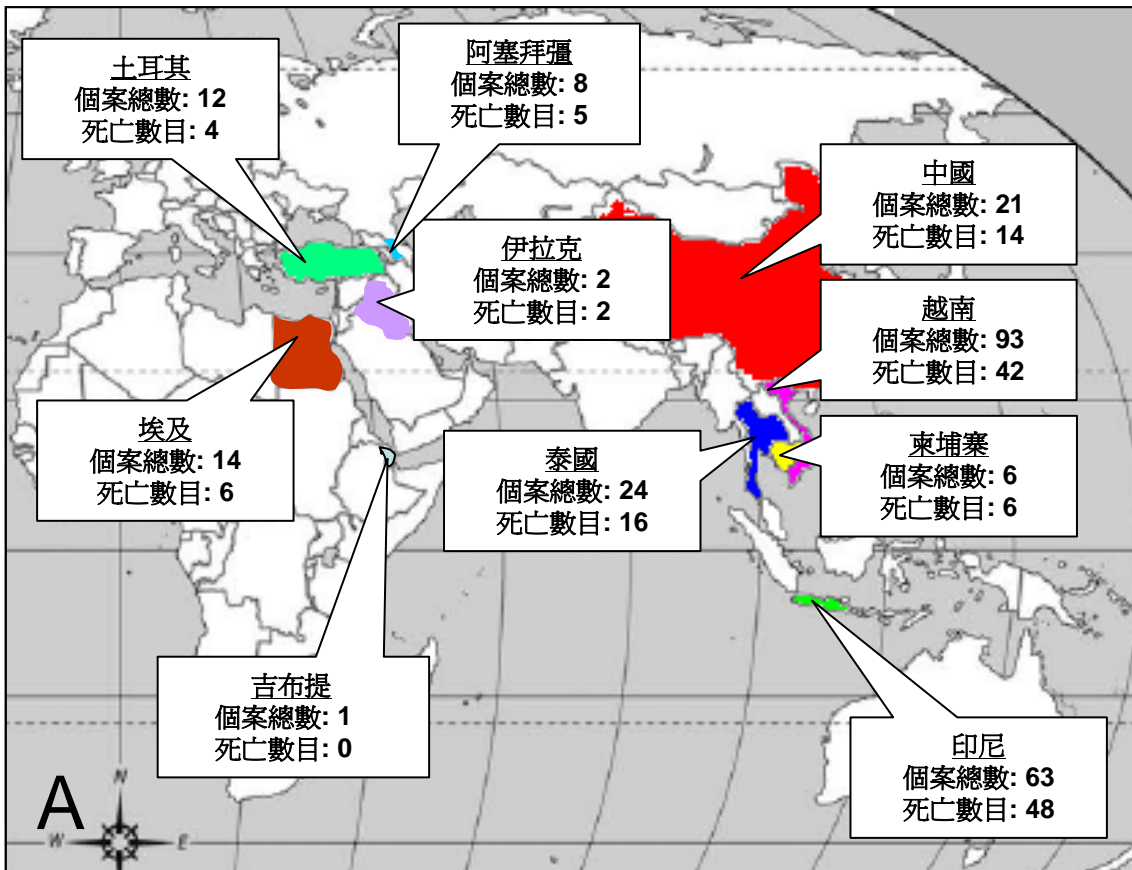 土耳其
個案總數: 12
死亡數目: 4
阿塞拜彊
個案總數: 8
死亡數目: 5
中國
個案總數: 21
死亡數目: 14
伊拉克
個案總數: 2
死亡數目: 2
越南
個案總數: 93
死亡數目: 42
埃及
個案總數: 14
死亡數目: 6
泰國
個案總數: 24
死亡數目: 16
柬埔寨
個案總數: 6
死亡數目: 6
吉布提
個案總數: 1
死亡數目: 0
印尼
個案總數: 63
死亡數目: 48
A
N
W
E